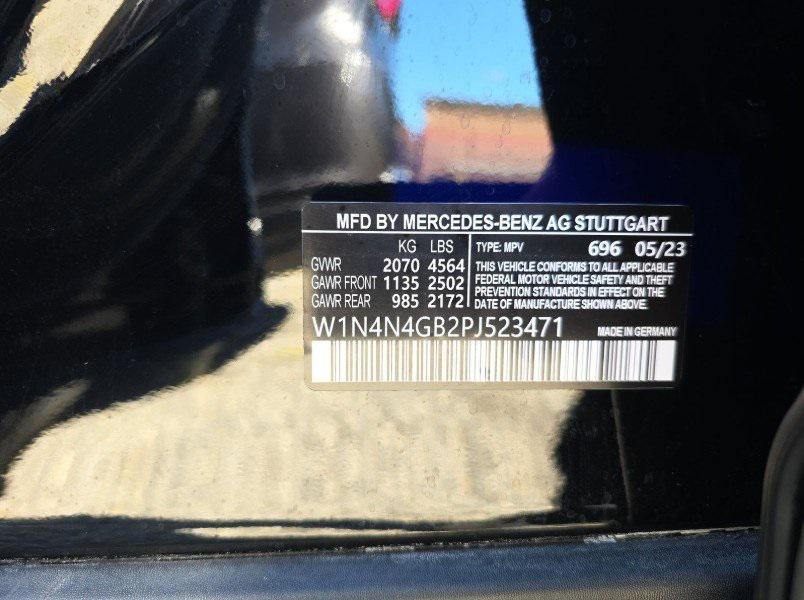 MFD BY MERCEDES-BENZ AG STUTTGART
KG LBS
GVWR 2070 4564
GAWR FRONT 1135 2502
GAWR REAR 985 2172
TYPE: MPV 696 05/23
THIS VEHICLE CONFORMS TO ALL APPLICABLE
FEDERAL MOTOR VEHICLE SAFETY AND THEFT
PREVENTION STANDARDS IN EFFECT ON THE
DATE OF MANUFACTURE SHOWN ABOVE.
W1N4N4GB2PJ523471
MADE IN GERMANY